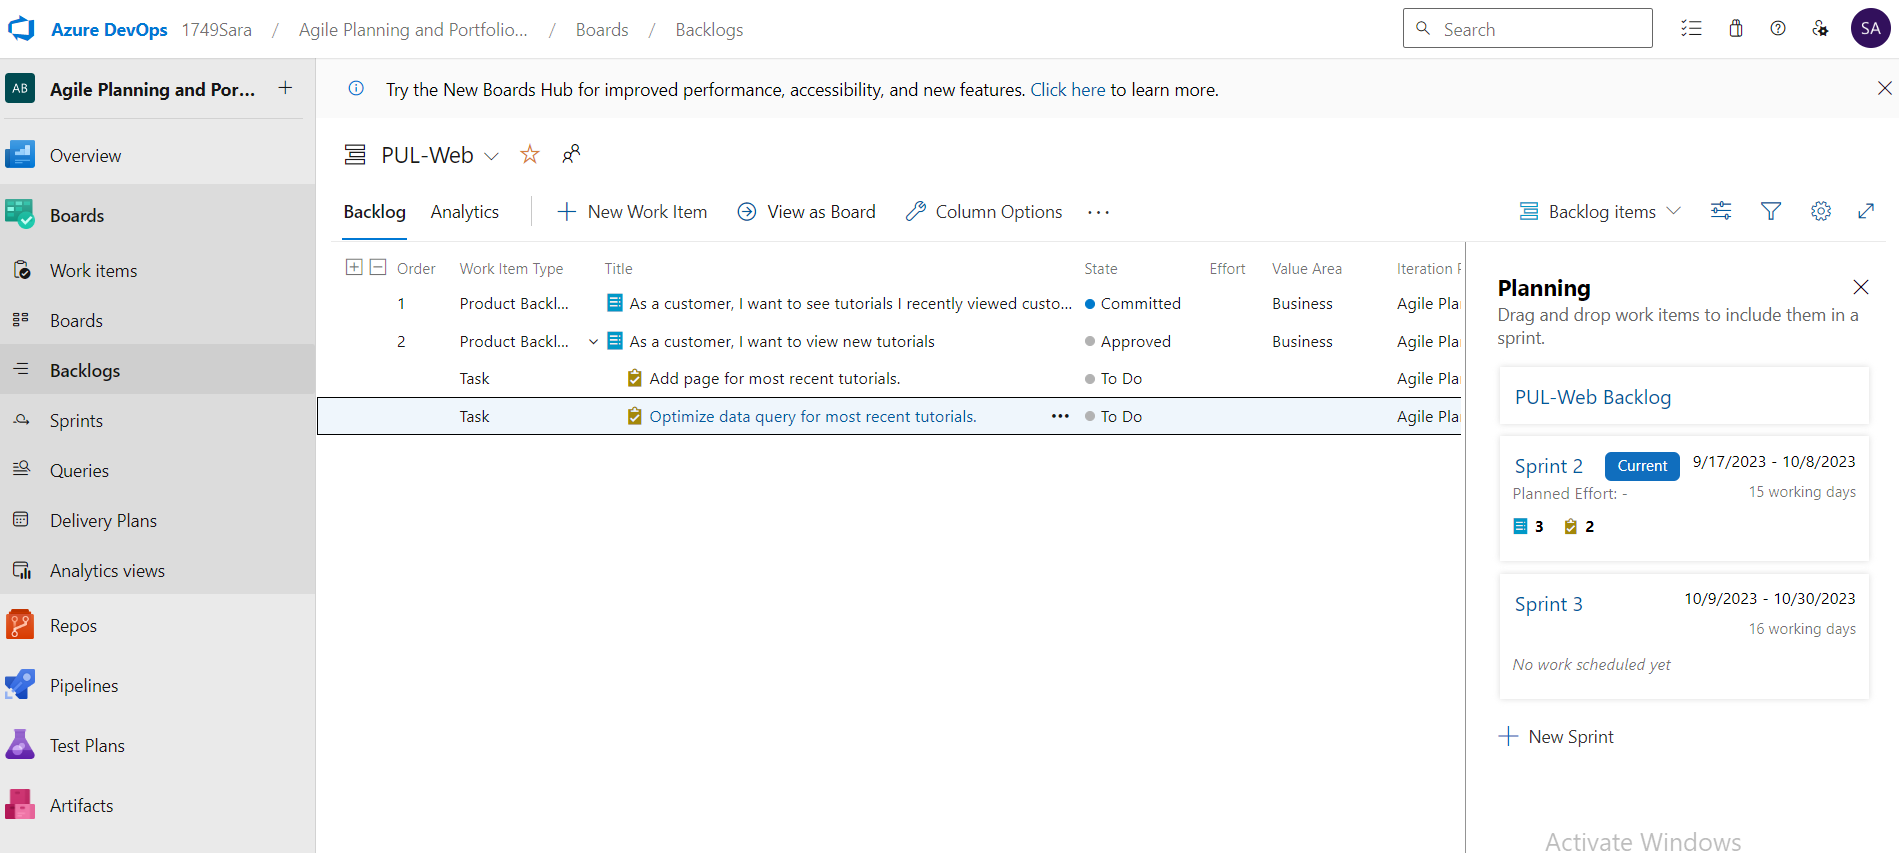 Azure DevOps 1749Sara / Agile Planning and Portfolio... / Boards / Backlogs
Search
SA
AB Agile Planning and Por...
Overview
Boards
Work items
Boards
Backlogs
Sprints
Queries
Delivery Plans
Analytics views
Repos
Pipelines
Test Plans
Artifacts
Try the New Boards Hub for improved performance, accessibility, and new features. Click here to learn more.
PUL-Web
Backlog Analytics New Work Item View as Board Column Options ... Backlog items
Order Work Item Type Title State Effort Value Area Iteration P
1 Product Backl... As a customer, I want to see tutorials I recently viewed custo... Committed Business Agile Pla
2 Product Backl... As a customer, I want to view new tutorials Approved Business Agile Pla
Task Add page for most recent tutorials. To Do Agile Pla
Task Optimize data query for most recent tutorials. ... To Do Agile Pla
Planning
Drag and drop work items to include them in a
sprint.
PUL-Web Backlog
Sprint 2 Current 9/17/2023 - 10/8/2023
Planned Effort: - 15 working days
3 2
Sprint 3 10/9/2023 - 10/30/2023
16 working days
No work scheduled yet
New Sprint
Activate Windows